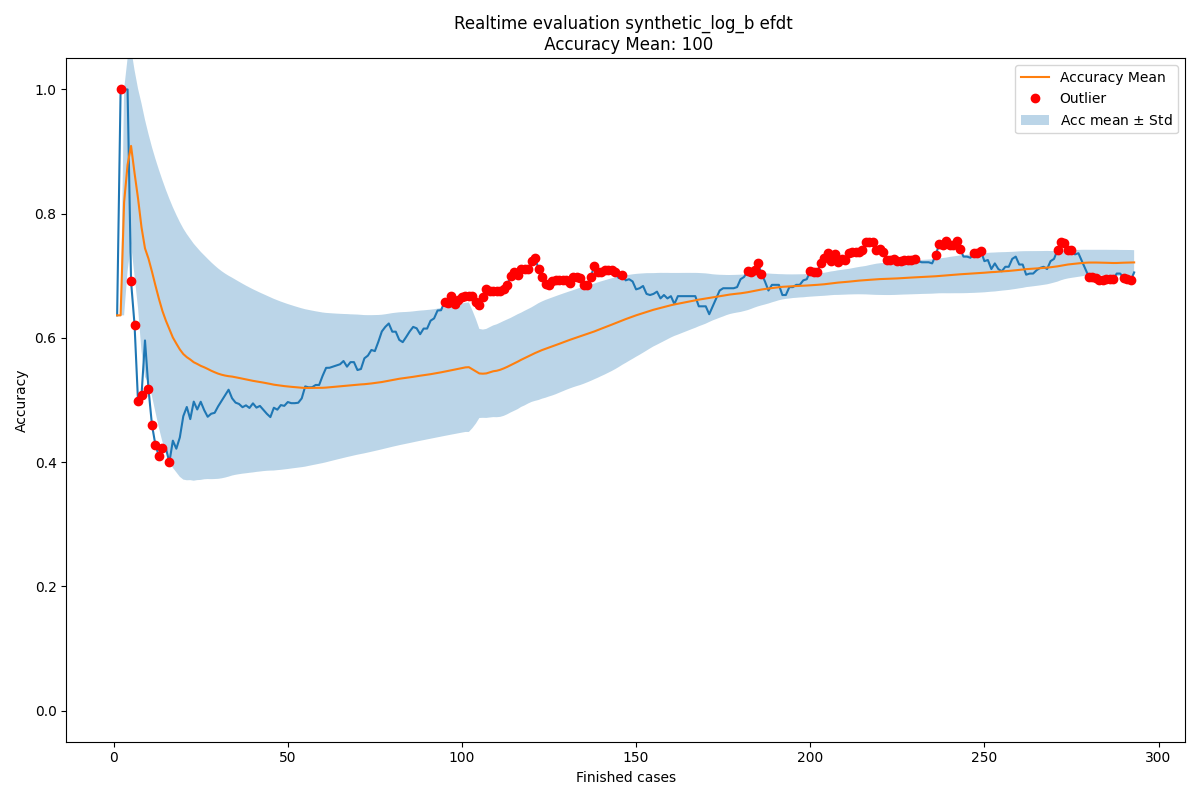 Realtime evaluation synthetic_log_b efdt
Accuracy Mean: 100
Accuracy Mean
Outlier
Acc mean ± Std
1.0
0.8
0.6
0.4
0.2
0.0
Accuracy
0 50 100 150 200 250 300
Finished cases